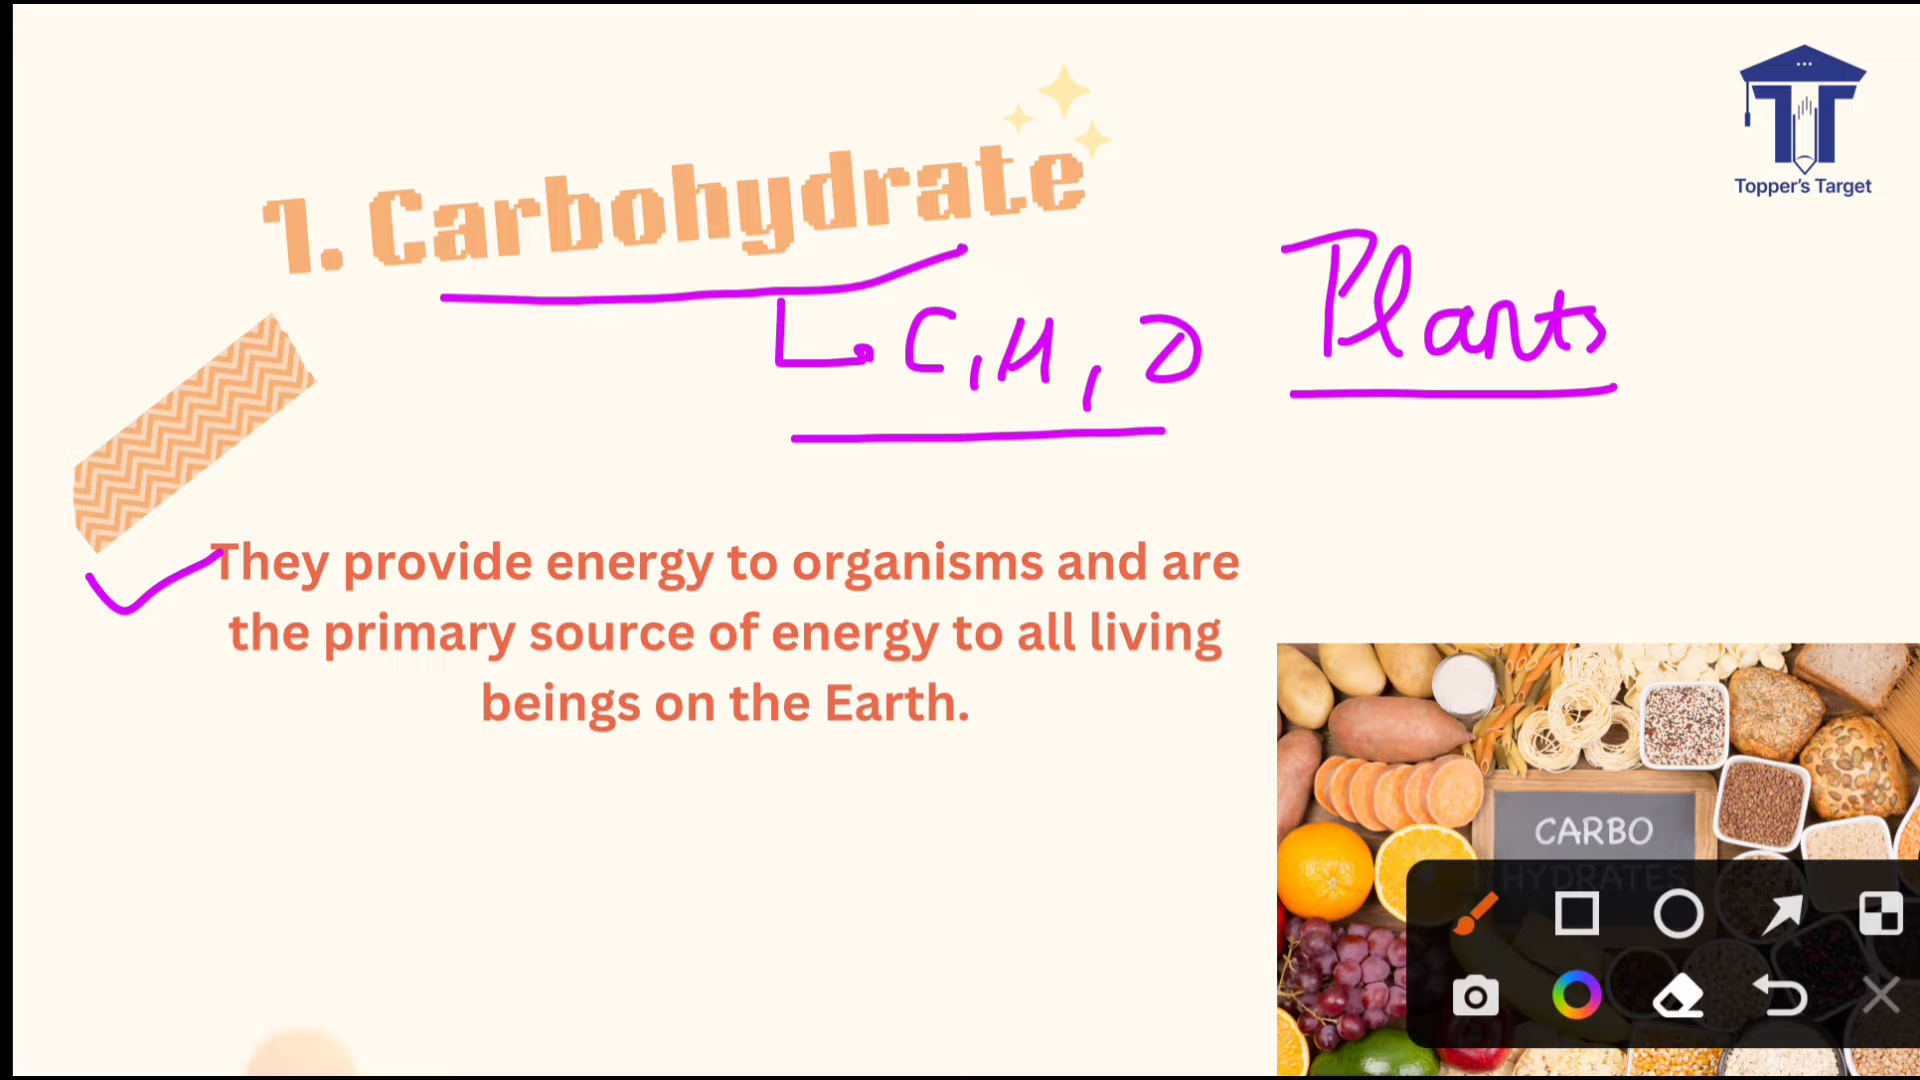 Topper's Target
1. Carbohydrate
C, H, O
Plants
They provide energy to organisms and are
the primary source of energy to all living
beings on the Earth.
CARBO
HYDRATES